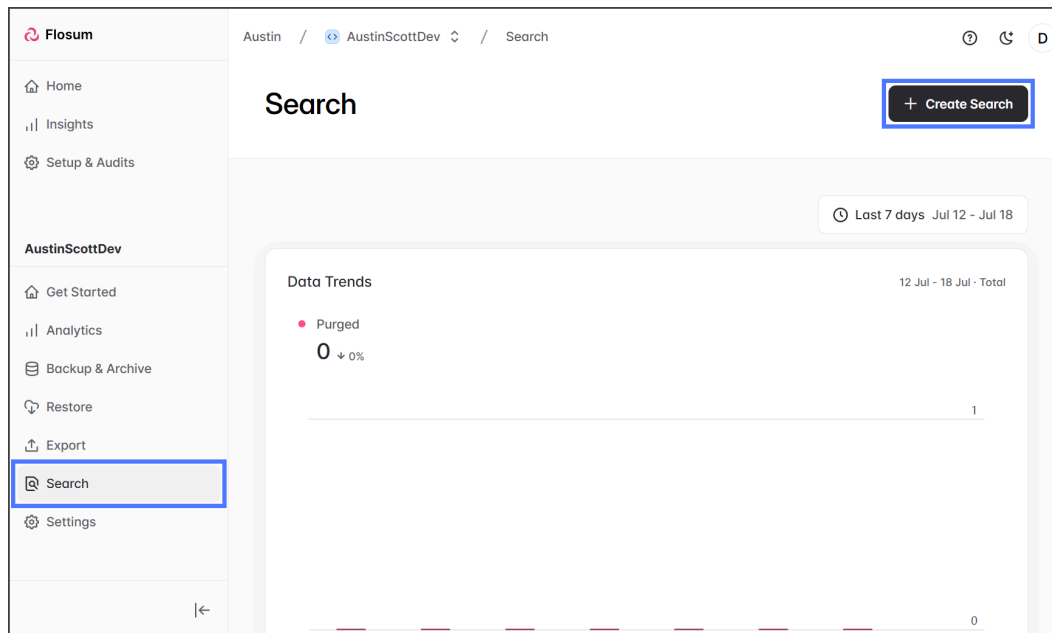 Flosum
Home
Insights
Setup & Audits
AustinScottDev
Get Started
Analytics
Backup & Archive
Restore
Export
Search
Settings
Austin / AustinScottDev / Search
D
Search
+ Create Search
Last 7 days Jul 12 - Jul 18
Data Trends
12 Jul - 18 Jul · Total
Purged
0 ↓ 0%
1
0